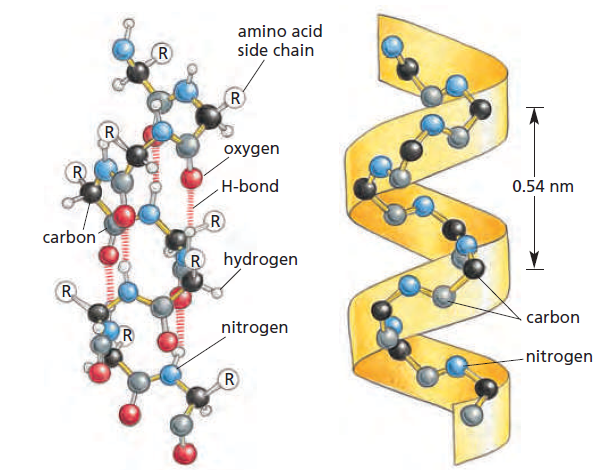 amino acid
side chain
R
R
oxygen
R
R
H-bond
0.54 nm
R
carbon
R
hydrogen
R
carbon
nitrogen
R
nitrogen
R